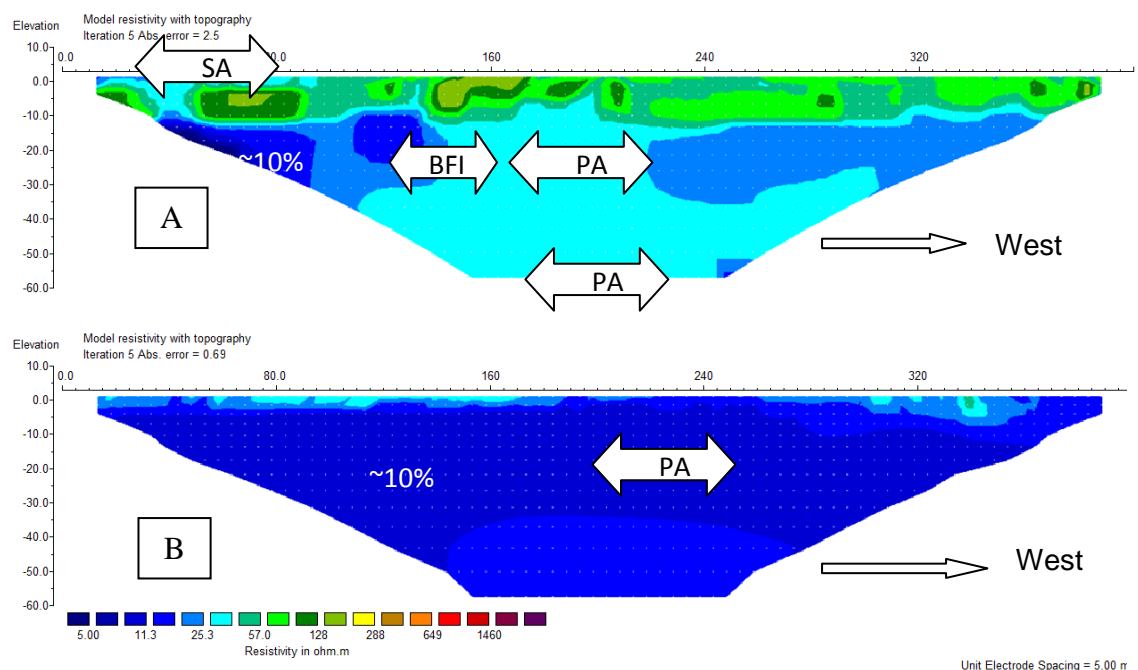 Elevation
Model resistivity with topography
Iteration 5 Abs. error = 2.5
10.0
0.0
-10.0
-20.0
-30.0
-40.0
-50.0
-60.0
0.0 160 240 320
SA
~10%
BFI
PA
A
West
PA
Elevation
Model resistivity with topography
Iteration 5 Abs. error = 0.69
10.0
0.0
-10.0
-20.0
-30.0
-40.0
-50.0
-60.0
0.0 80.0 160 240 320
~10%
PA
B
West
5.00 11.3 25.3 57.0 128 288 649 1460
Resistivity in ohm.m
Unit Electrode Spacing = 5.00 m